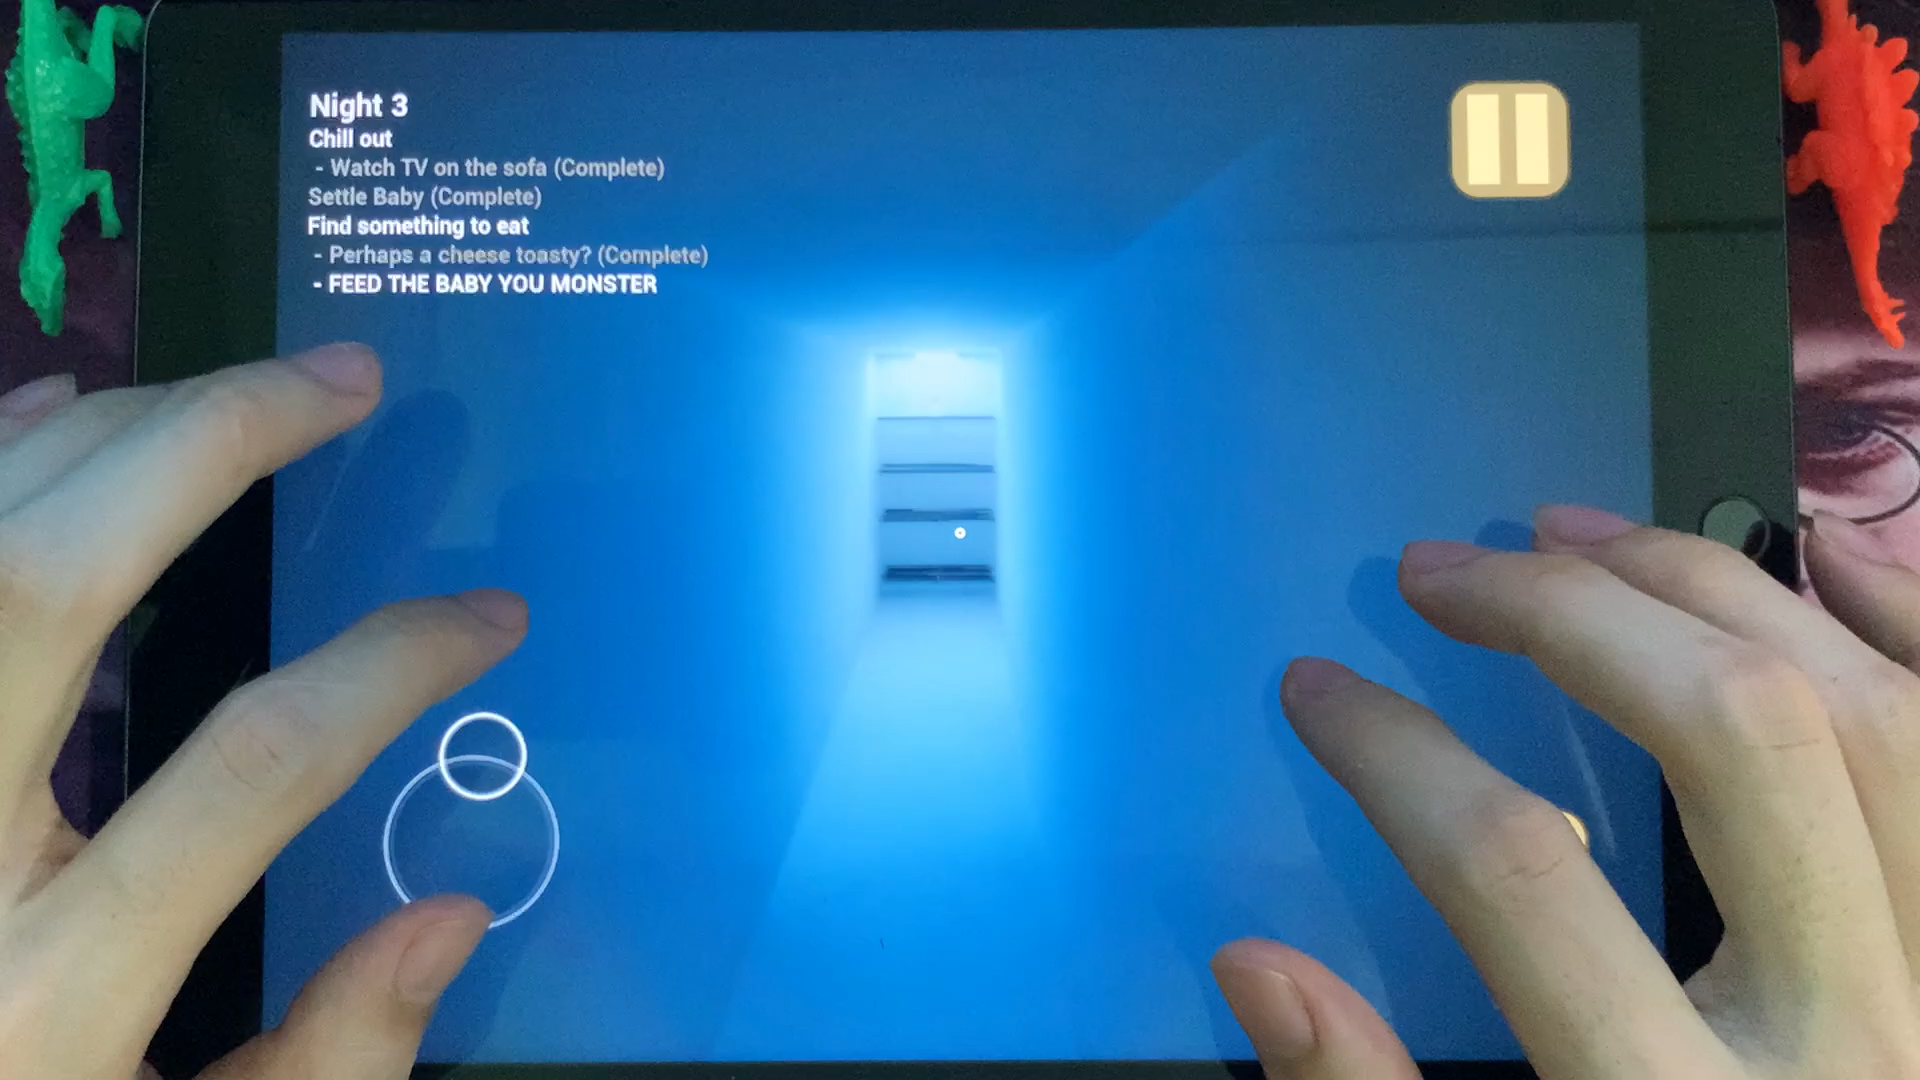 Night 3
Chill out
- Watch TV on the sofa (Complete)
Settle Baby (Complete)
Find something to eat
- Perhaps a cheese toasty? (Complete)
- FEED THE BABY YOU MONSTER